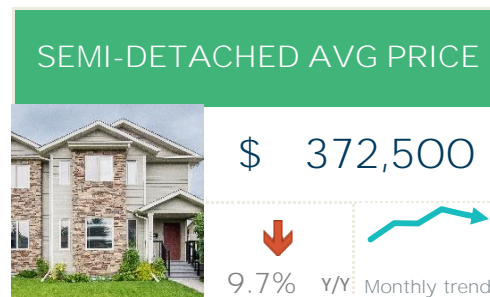 SEMI-DETACHED AVG PRICE
$ 372,500
9.7% Y/Y Monthly trend